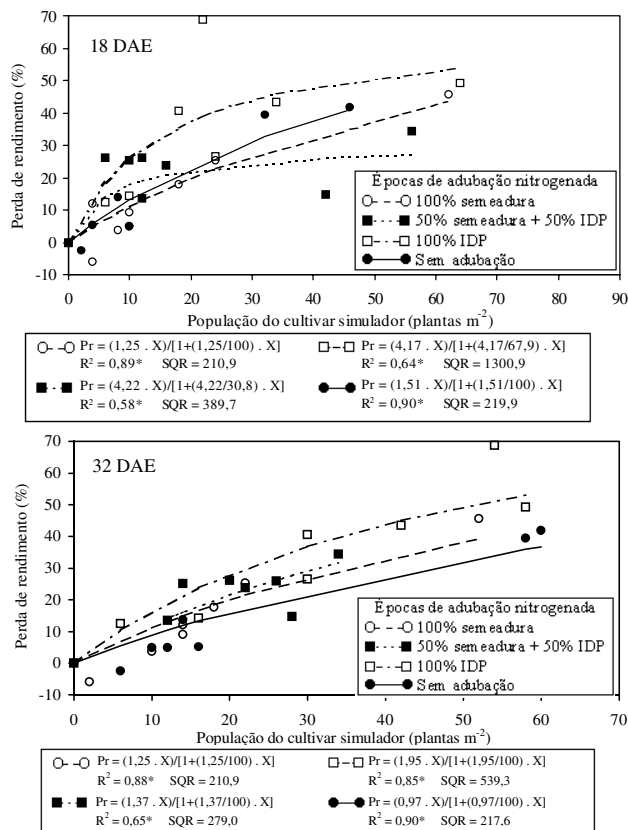 70
60
50
40
30
20
10
0
-10
Perda de rendimento (%)
18 DAE
Épocas de adubação nitrogenada
100% semeadura
50% semeadura + 50% IDP
100% IDP
Sem adubação
0 10 20 30 40 50 60 70 80 90
População do cultivar simulador (plantas m-2)
Pr = (1,25 . X)/[1+(1,25/100) . X]
R2 = 0,89* SQR = 210,9
Pr = (4,17 . X)/[1+(4,17/67,9) . X]
R2 = 0,64* SQR = 1300,9
Pr = (4,22 . X)/[1+(4,22/30,8) . X]
R2 = 0,58* SQR = 389,7
Pr = (1,51 . X)/[1+(1,51/100) . X]
R2 = 0,90* SQR = 219,9
70
60
50
40
30
20
10
0
-10
Perda de rendimento (%)
32 DAE
Épocas de adubação nitrogenada
100% semeadura
50% semeadura + 50% IDP
100% IDP
Sem adubação
0 10 20 30 40 50 60 70
População do cultivar simulador (plantas m-2)
Pr = (1,25 . X)/[1+(1,25/100) . X]
R2 = 0,88* SQR = 210,9
Pr = (1,95 . X)/[1+(1,95/100) . X]
R2 = 0,85* SQR = 539,3
Pr = (1,37 . X)/[1+(1,37/100) . X]
R2 = 0,65* SQR = 279,0
Pr = (0,97 . X)/[1+(0,97/100) . X]
R2 = 0,90* SQR = 217,6